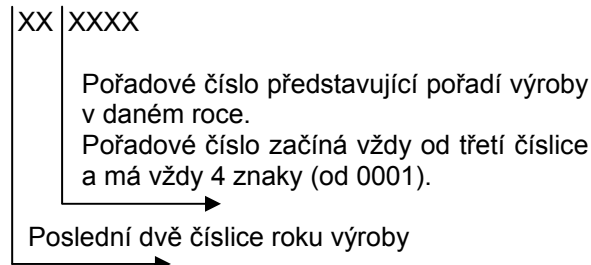 XX XXXX
Pořadové číslo představující pořadí výroby
v daném roce.
Pořadové číslo začíná vždy od třetí číslice
a má vždy 4 znaky (od 0001).
Poslední dvě číslice roku výroby